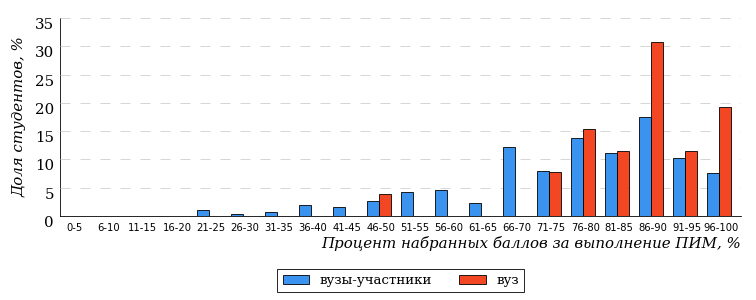 Доля студентов, %
35
30
25
20
15
10
5
0
0-5 6-10 11-15 16-20 21-25 26-30 31-35 36-40 41-45 46-50 51-55 56-60 61-65 66-70 71-75 76-80 81-85 86-90 91-95 96-100
Процент набранных баллов за выполнение ПИМ, %
вузы-участники вуз